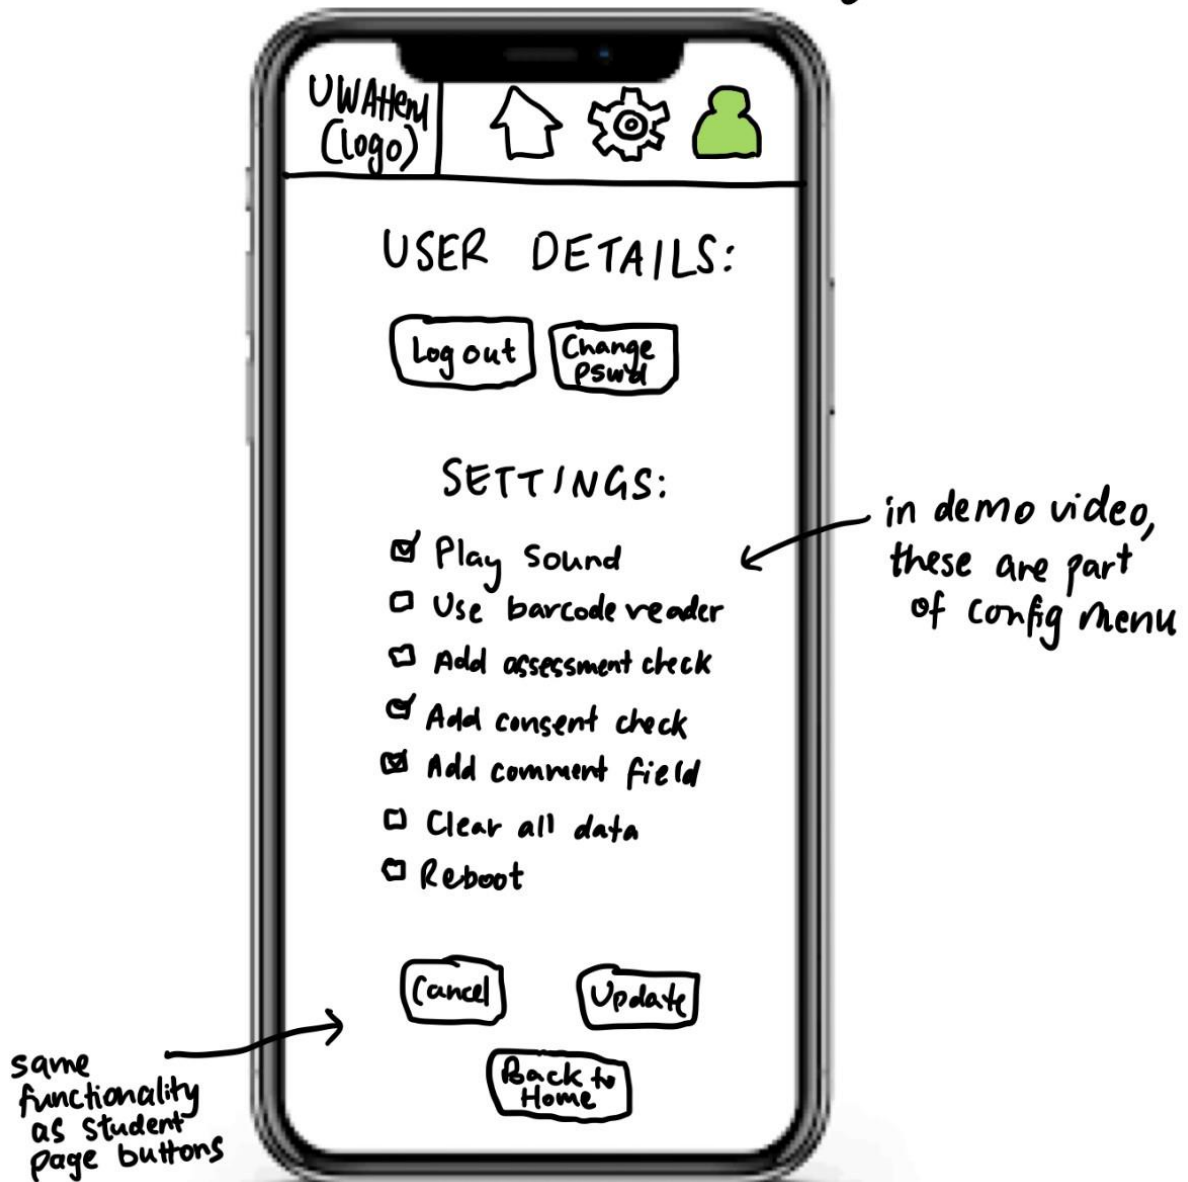 UWAttend
(logo)
USER DETAILS:
Log out
Change
pswd
SETTINGS:
Play Sound
Use barcode reader
Add assessment check
Add consent check
Add comment field
Clear all data
Reboot
in demo video,
these are part
of config menu
Cancel
Update
Back to
Home
same
functionality
as student
page buttons